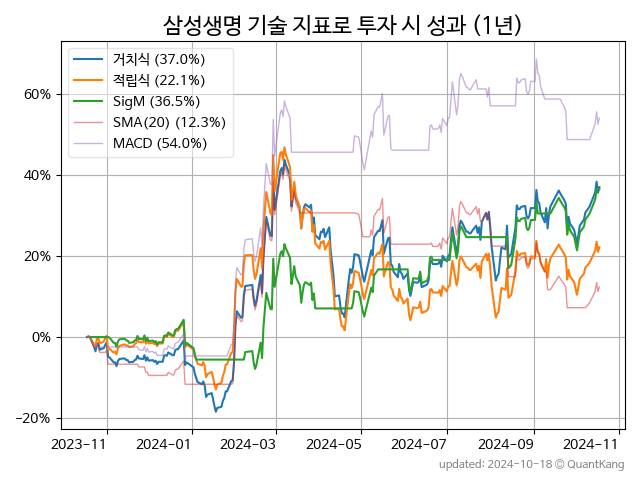 삼성생명 기술 지표로 투자 시 성과 (1년)
거치식 (37.0%)
적립식 (22.1%)
SigM (36.5%)
SMA(20) (12.3%)
MACD (54.0%)
60%
40%
20%
0%
−20%
2023-11 2024-01 2024-03 2024-05 2024-07 2024-09 2024-11
updated: 2024-10-18 © QuantKang